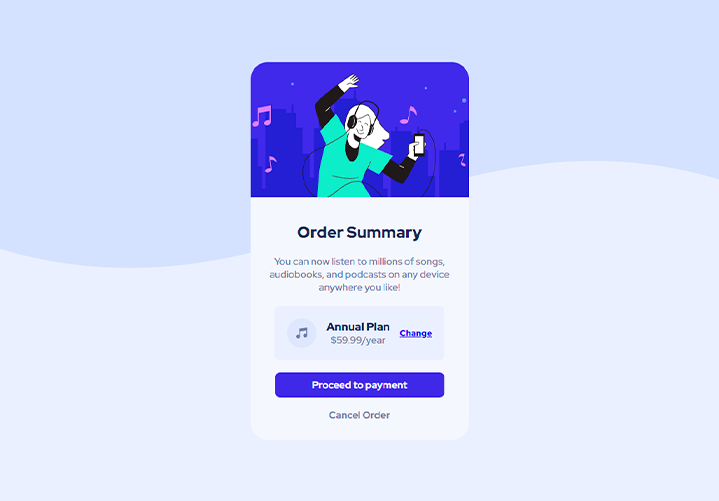 Order Summary
You can now listen to millions of songs,
audiobooks, and podcasts on any device
anywhere you like!
Annual Plan
$59.99/year
Change
Proceed to payment
Cancel Order